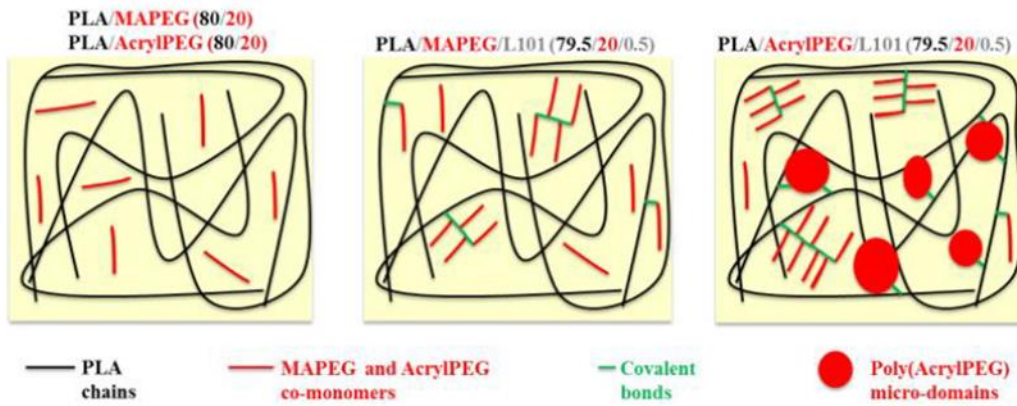 PLA/MAPEG (80/20)
PLA/AcrylPEG (80/20)
PLA/MAPEG/L101 (79.5/20/0.5)
PLA/AcrylPEG/L101 (79.5/20/0.5)
PLA
chains
MAPEG and AcrylPEG
co-monomers
Covalent
bonds
Poly(AcrylPEG)
micro-domains